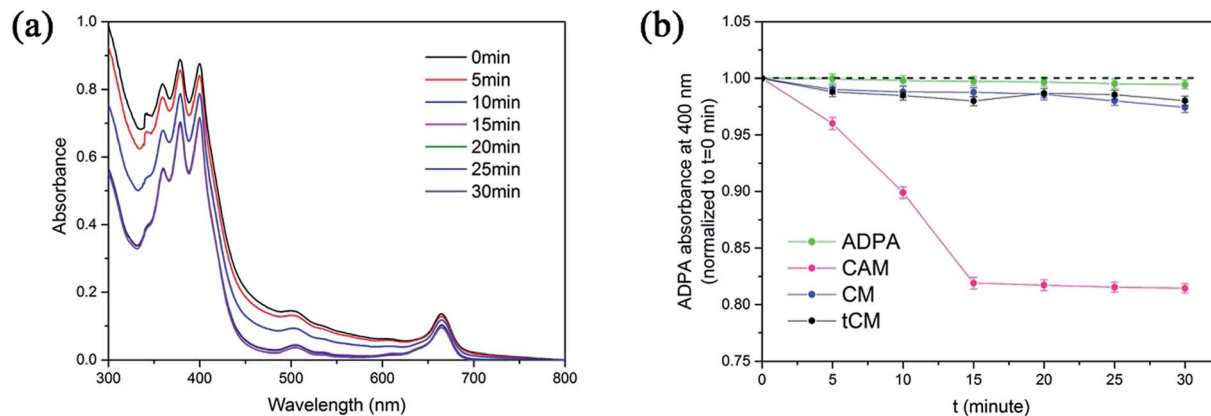 (a)
1.0
0.8
0.6
0.4
0.2
0.0
Absorbance
300 400 500 600 700 800
Wavelength (nm)
0min
5min
10min
15min
20min
25min
30min
(b)
1.05
1.00
0.95
0.90
0.85
0.80
0.75
ADPA absorbance at 400 nm
(normalized to t=0 min)
0 5 10 15 20 25 30
t (minute)
ADPA
CAM
CM
tCM